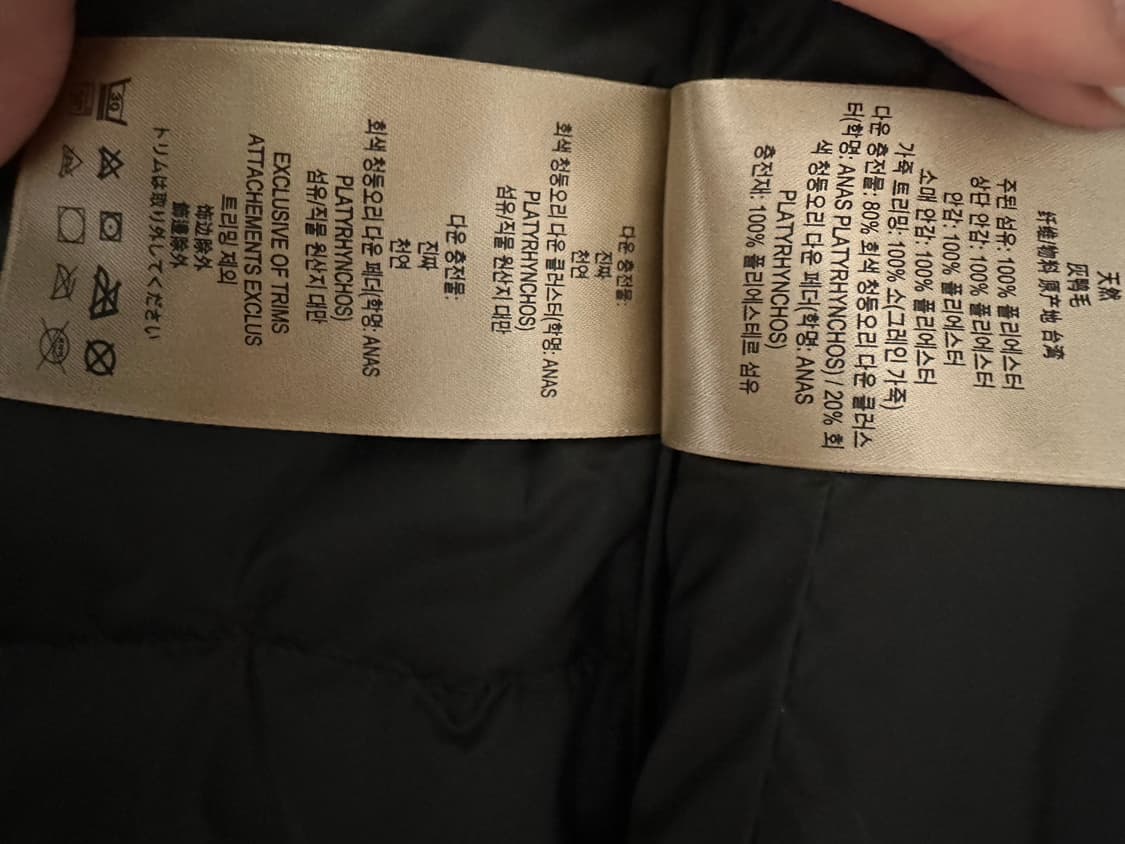 天然
灰鸭毛
纤维物料 原产地 台湾
주된 섬유: 100% 폴리에스터
상단 안감: 100% 폴리에스터
안감: 100% 폴리에스터
소매 안감: 100% 폴리에스터
가죽 트리밍: 100% 소(그레인 가죽)
다운 충전물: 80% 회색 청둥오리 다운 클러스
터(학명: ANAS PLATYRHYNCHOS) / 20% 회
색 청둥오리 다운 페더(학명: ANAS
PLATYRHYNCHOS)
충전재: 100% 폴리에스테르 섬유
다운 충전물:
진짜
천연
회색 청둥오리 다운 클러스터(학명: ANAS
PLATYRHYNCHOS)
섬유/직물 원산지 대만
다운 충전물:
진짜
천연
회색 청둥오리 다운 페더(학명: ANAS
PLATYRHYNCHOS)
섬유/직물 원산지 대만
EXCLUSIVE OF TRIMS
ATTACHEMENTS EXCLUS
트리밍 제외
饰边除外
飾邊除外
トリムは取り外してください
30